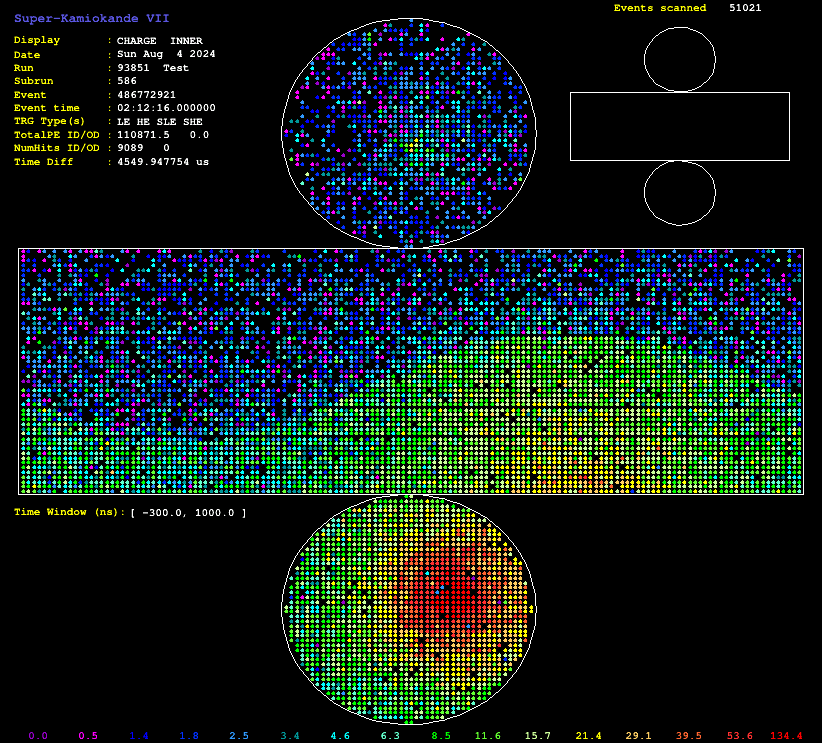 Super-Kamiokande VII
Events scanned 51021
Display : CHARGE INNER
Date : Sun Aug 4 2024
Run : 93851 Test
Subrun : 586
Event : 486772921
Event time : 02:12:16.000000
TRG Type(s) : LE HE SLE SHE
TotalPE ID/OD : 110871.5 0.0
NumHits ID/OD : 9089 0
Time Diff : 4549.947754 us
Time Window (ns): [ -300.0, 1000.0 ]
0.0 0.5 1.4 1.8 2.5 3.4 4.6 6.3 8.5 11.6 15.7 21.4 29.1 39.5 53.6 134.4